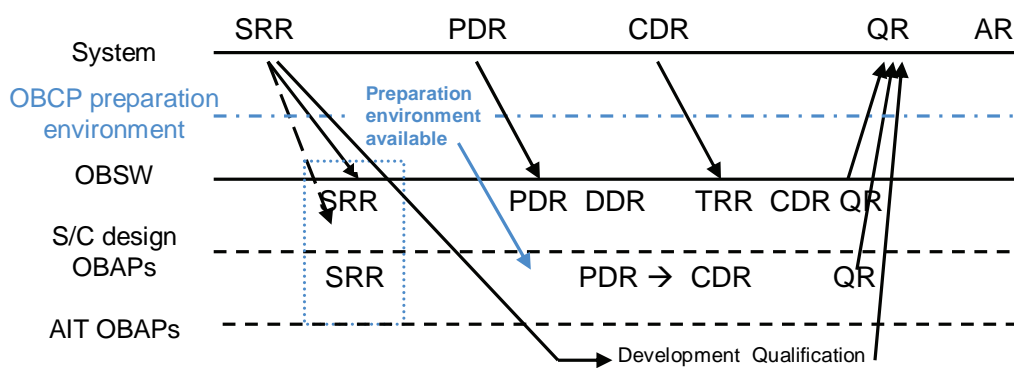 SRR PDR CDR QR AR
System
OBCP preparation
environment
Preparation
environment
available
OBSW
SRR PDR DDR TRR CDR QR
S/C design
OBAPs
SRR PDR → CDR QR
AIT OBAPs
Development Qualification